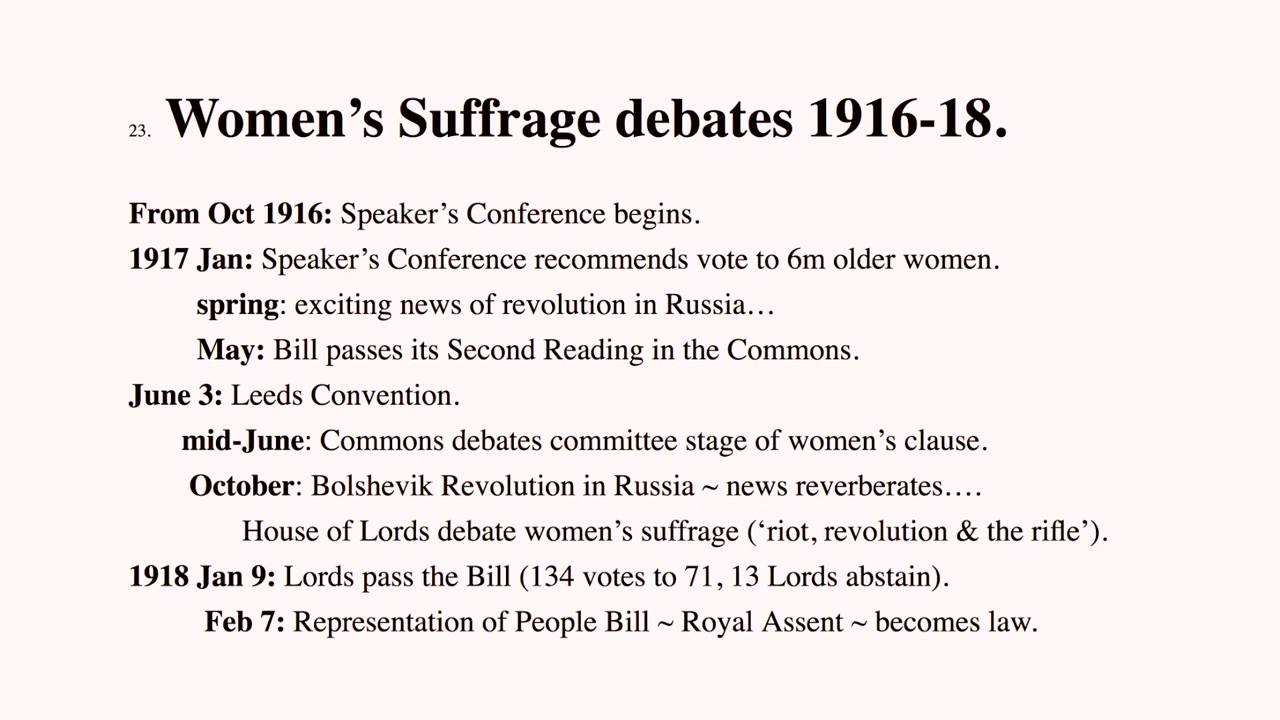 23. Women’s Suffrage debates 1916-18.
From Oct 1916: Speaker’s Conference begins.
1917 Jan: Speaker’s Conference recommends vote to 6m older women.
spring: exciting news of revolution in Russia…
May: Bill passes its Second Reading in the Commons.
June 3: Leeds Convention.
mid-June: Commons debates committee stage of women’s clause.
October: Bolshevik Revolution in Russia ~ news reverberates….
House of Lords debate women’s suffrage (‘riot, revolution & the rifle’).
1918 Jan 9: Lords pass the Bill (134 votes to 71, 13 Lords abstain).
Feb 7: Representation of People Bill ~ Royal Assent ~ becomes law.